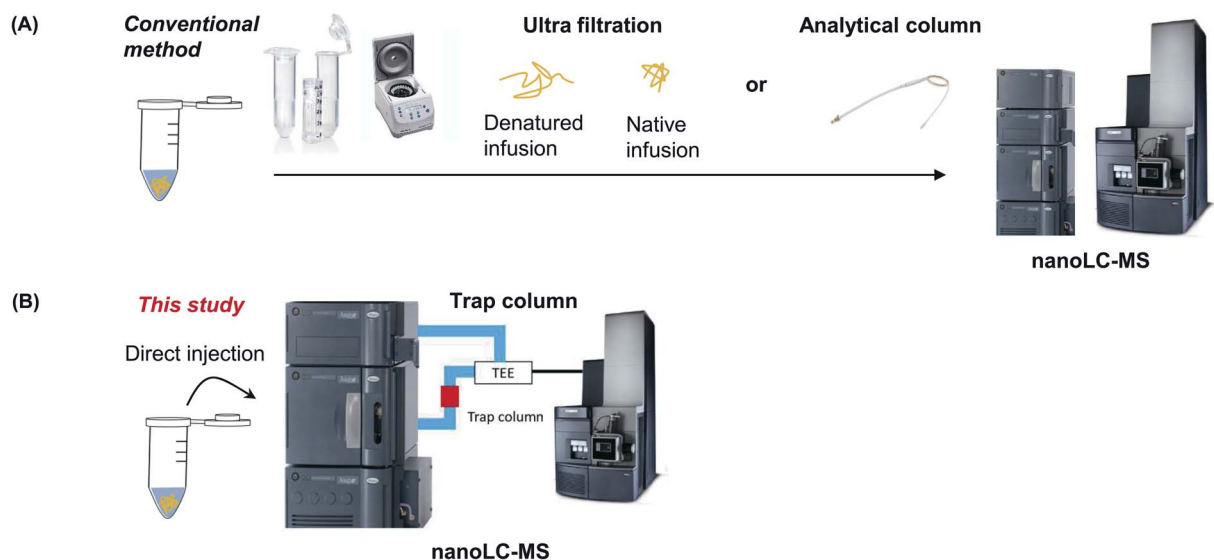 (A)
Conventional
method
Ultra filtration
Denatured
infusion
Native
infusion
or
Analytical column
nanoLC-MS
(B)
This study
Direct injection
Trap column
TEE
Trap column
nanoLC-MS